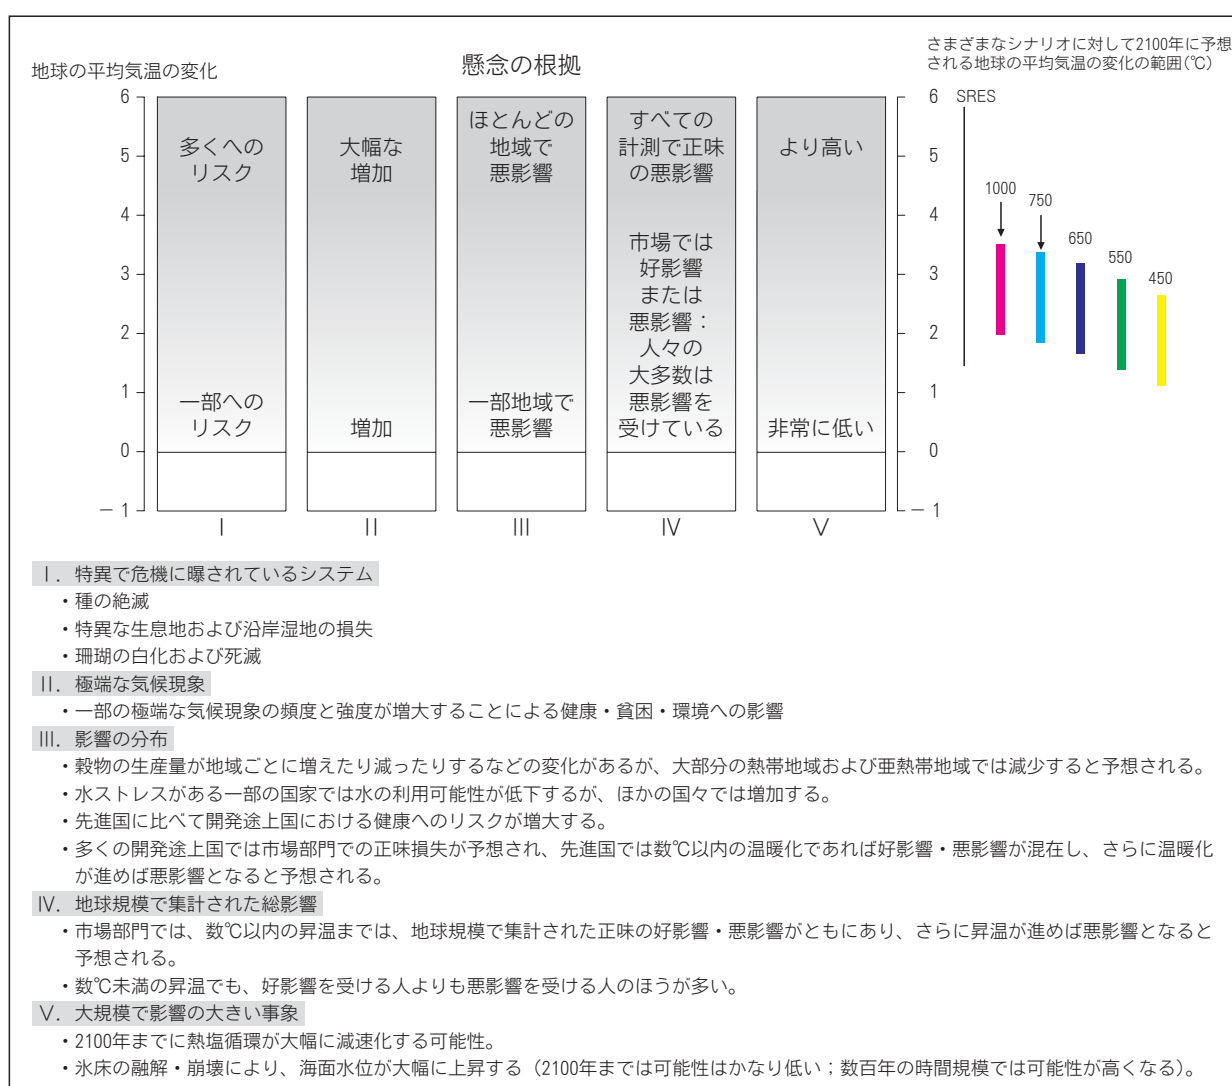 さまざまなシナリオに対して2100年に予想
される地球の平均気温の変化の範囲(℃)
地球の平均気温の変化
懸念の根拠
6
5
4
3
2
1
0
－1
多くへの
リスク
一部への
リスク
大幅な
増加
増加
ほとんどの
地域で
悪影響
一部地域で
悪影響
すべての
計測で正味
の悪影響
市場では
好影響
または
悪影響：
人々の
大多数は
悪影響を
受けている
より高い
非常に低い
6
5
4
3
2
1
0
－1
SRES
1000
750
650
550
450
Ⅰ
Ⅱ
Ⅲ
Ⅳ
Ⅴ
Ⅰ．特異で危機に曝されているシステム
・種の絶滅
・特異な生息地および沿岸湿地の損失
・珊瑚の白化および死滅
Ⅱ．極端な気候現象
・一部の極端な気候現象の頻度と強度が増大することによる健康・貧困・環境への影響
Ⅲ．影響の分布
・穀物の生産量が地域ごとに増えたり減ったりするなどの変化があるが、大部分の熱帯地域および亜熱帯地域では減少すると予想される。
・水ストレスがある一部の国家では水の利用可能性が低下するが、ほかの国々では増加する。
・先進国に比べて開発途上国における健康へのリスクが増大する。
・多くの開発途上国では市場部門での正味損失が予想され、先進国では数℃以内の温暖化であれば好影響・悪影響が混在し、さらに温暖化
が進めば悪影響となると予想される。
Ⅳ．地球規模で集計された総影響
・市場部門では、数℃以内の昇温までは、地球規模で集計された正味の好影響・悪影響がともにあり、さらに昇温が進めば悪影響となると
予想される。
・数℃未満の昇温でも、好影響を受ける人よりも悪影響を受ける人のほうが多い。
Ⅴ．大規模で影響の大きい事象
・2100年までに熱塩循環が大幅に減速化する可能性。
・氷床の融解・崩壊により、海面水位が大幅に上昇する（2100年までは可能性はかなり低い；数百年の時間規模では可能性が高くなる）。